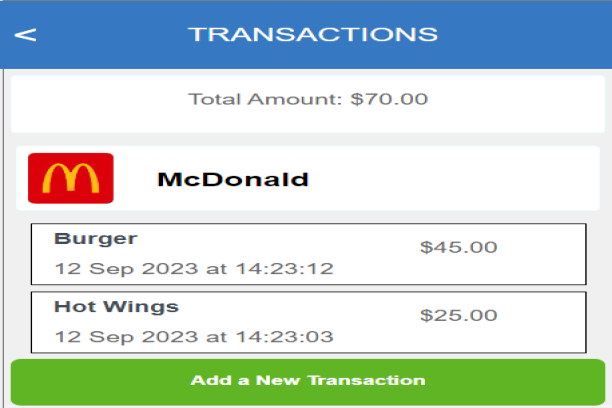 < TRANSACTIONS
Total Amount: $70.00
McDonald
Burger $45.00
12 Sep 2023 at 14:23:12
Hot Wings $25.00
12 Sep 2023 at 14:23:03
Add a New Transaction